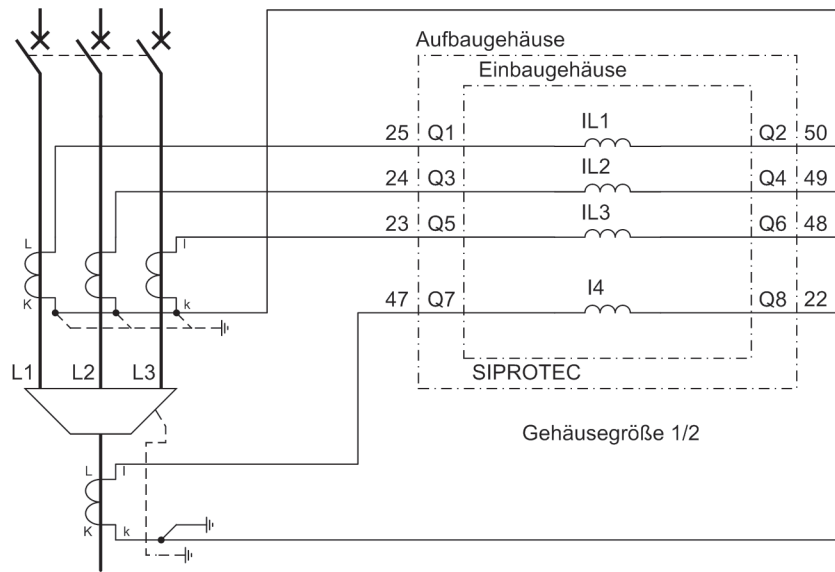 Aufbaugehäuse
Einbaugehäuse
25 Q1 IL1 Q2 50
24 Q3 IL2 Q4 49
23 Q5 IL3 Q6 48
L l
K k
47 Q7 I4 Q8 22
L1 L2 L3
SIPROTEC
Gehäusegröße 1/2
L l
K k